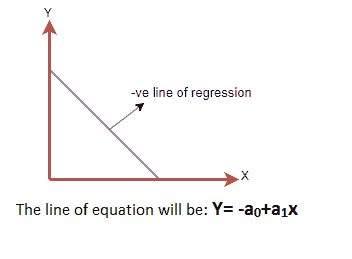 Y
-ve line of regression
X
The line of equation will be: Y= -a₀+a₁x